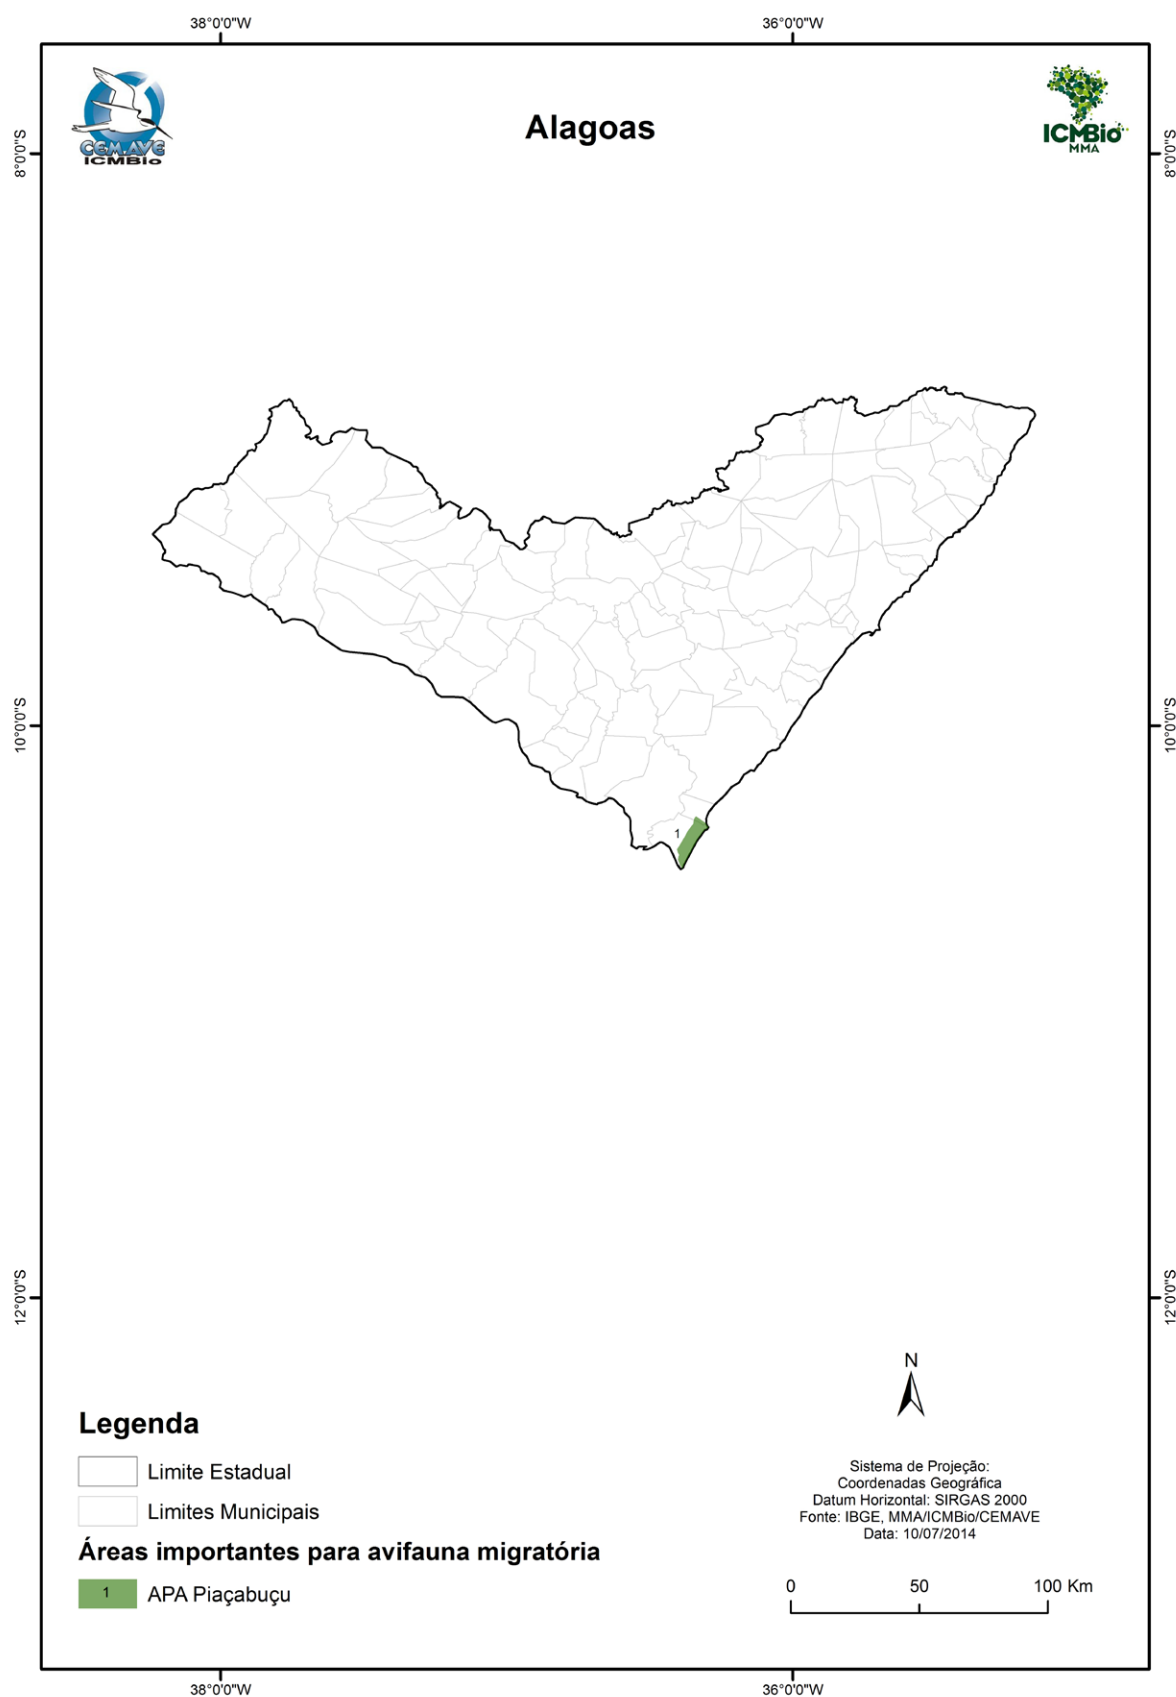 38°0'0"W
36°0'0"W
CEMAVE
ICMBio
Alagoas
ICMBio
MMA
8°0'0"S
8°0'0"S
10°0'0"S
10°0'0"S
1
12°0'0"S
12°0'0"S
N
Legenda
Limite Estadual
Limites Municipais
Áreas importantes para avifauna migratória
1
APA Piaçabuçu
Sistema de Projeção:
Coordenadas Geográfica
Datum Horizontal: SIRGAS 2000
Fonte: IBGE, MMA/ICMBio/CEMAVE
Data: 10/07/2014
0 50 100 Km
38°0'0"W
36°0'0"W